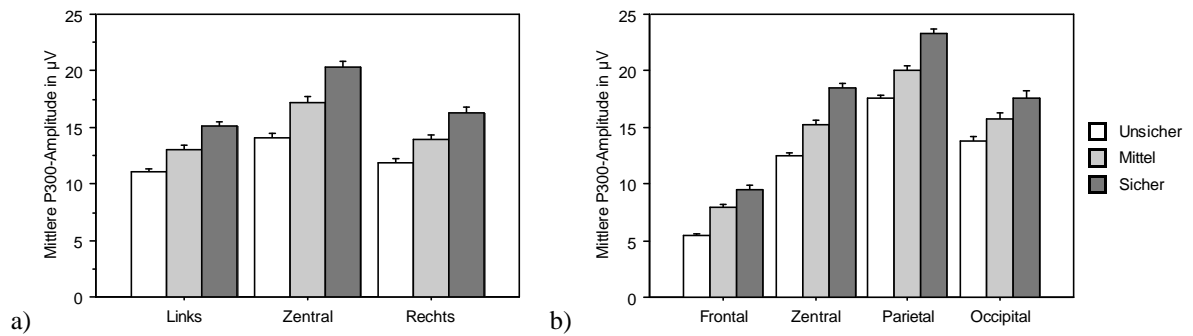 25
20
15
10
5
0
Mittlere P300-Amplitude in µV
Links Zentral Rechts
a)
25
20
15
10
5
0
Mittlere P300-Amplitude in µV
Frontal Zentral Parietal Occipital
b)
Unsicher
Mittel
Sicher